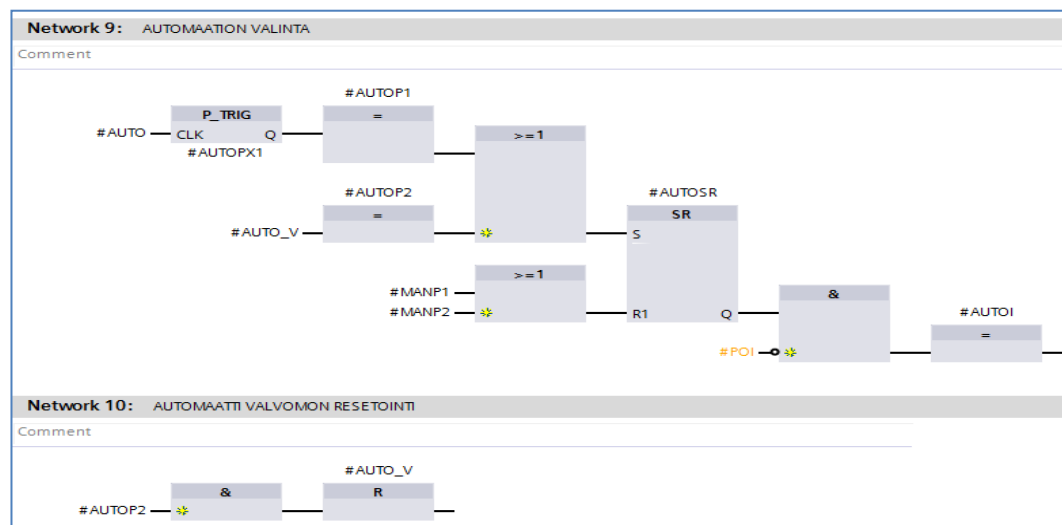 Network 9: AUTOMAATION VALINTA
Comment
#AUTOP1
P_TRIG
=
#AUTO
CLK Q
>=1
#AUTOPX1
#AUTOP2
#AUTOSR
=
SR
#AUTO_V
S
>=1
#MANP1
&
#MANP2
R1 Q
#AUTOI
=
#POI
Network 10: AUTOMAATTI VALVOMON RESETOINTI
Comment
#AUTO_V
&
R
#AUTOP2